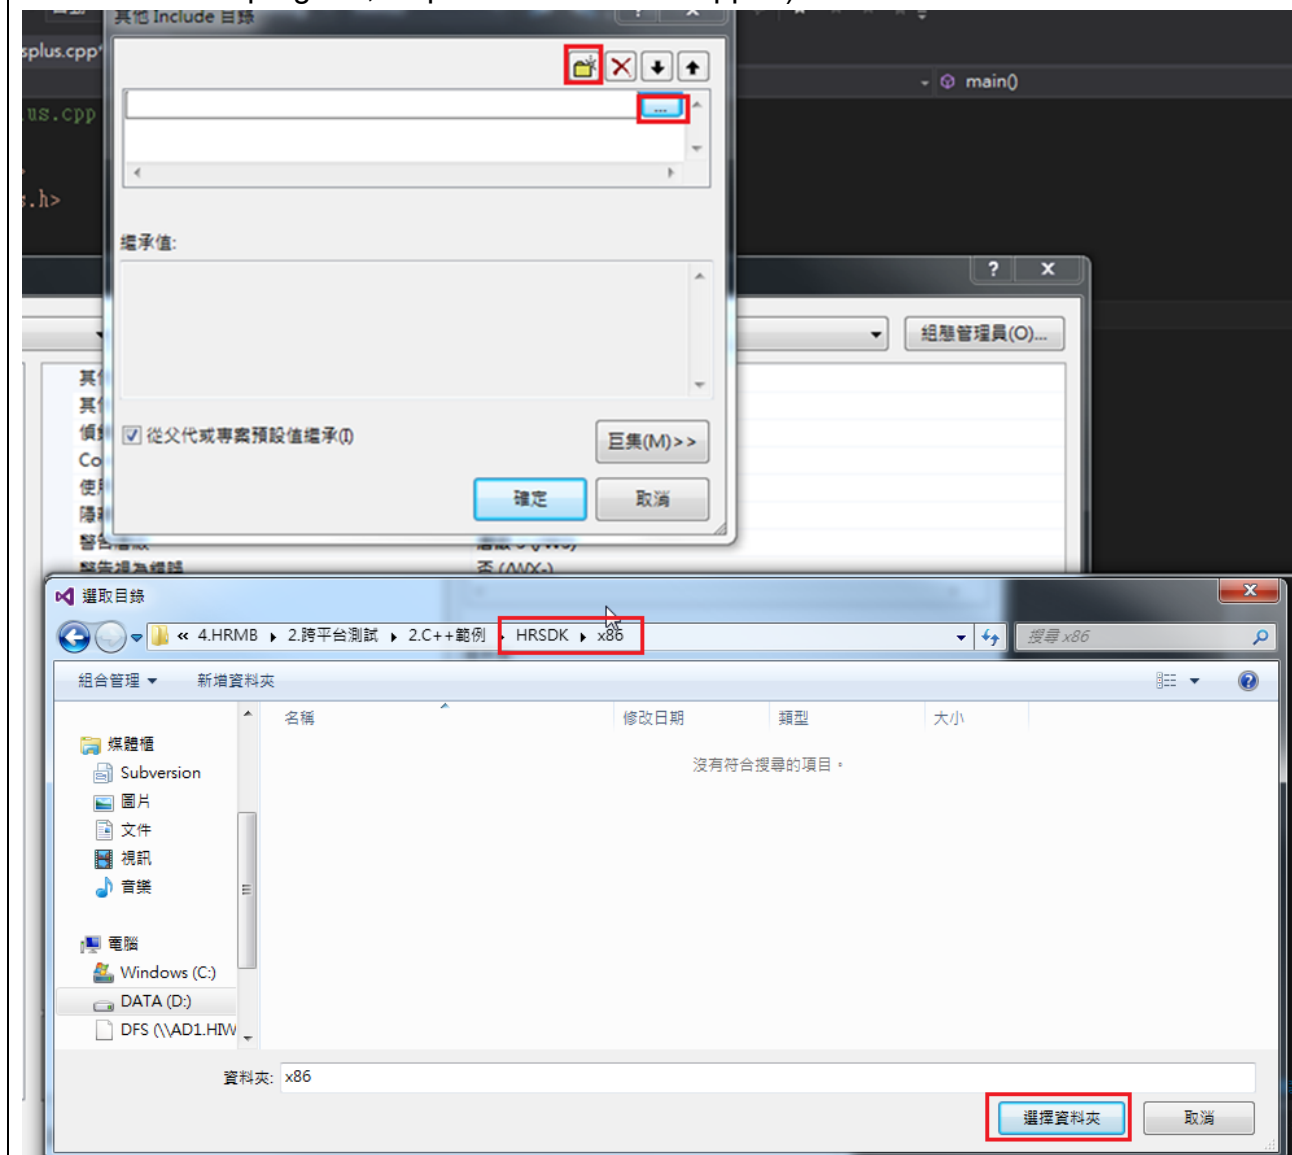 其他 Include 目錄
splus.cpp*
main()
us.cpp
s.h>
繼承值:
組態管理員(O)...
從父代或專案預設值繼承(I)
巨集(M)>>
Co
確定
取消
選取目錄
« 4.HRMB ▸ 2.跨平台測試 ▸ 2.C++範例 ▸ HRSDK ▸ x86
搜尋 x86
組合管理 ▼ 新增資料夾
名稱 修改日期 類型 大小
沒有符合搜尋的項目。
媒體櫃
Subversion
圖片
文件
視訊
音樂
電腦
Windows (C:)
DATA (D:)
DFS (\\AD1.HIW
資料夾: x86
選擇資料夾
取消